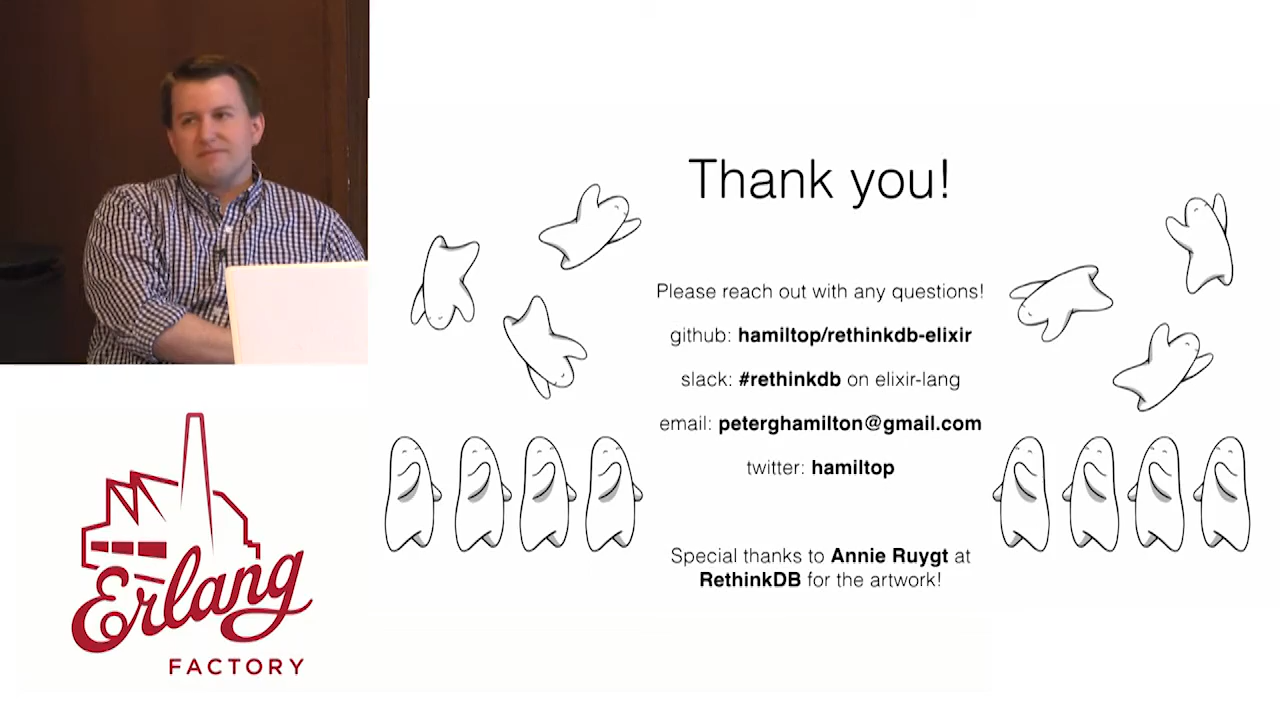 Thank you!
Please reach out with any questions!
github: hamiltop/rethinkdb-elixir
slack: #rethinkdb on elixir-lang
email: peterghamilton@gmail.com
twitter: hamiltop
Special thanks to Annie Ruygt at
RethinkDB for the artwork!
Erlang
FACTORY